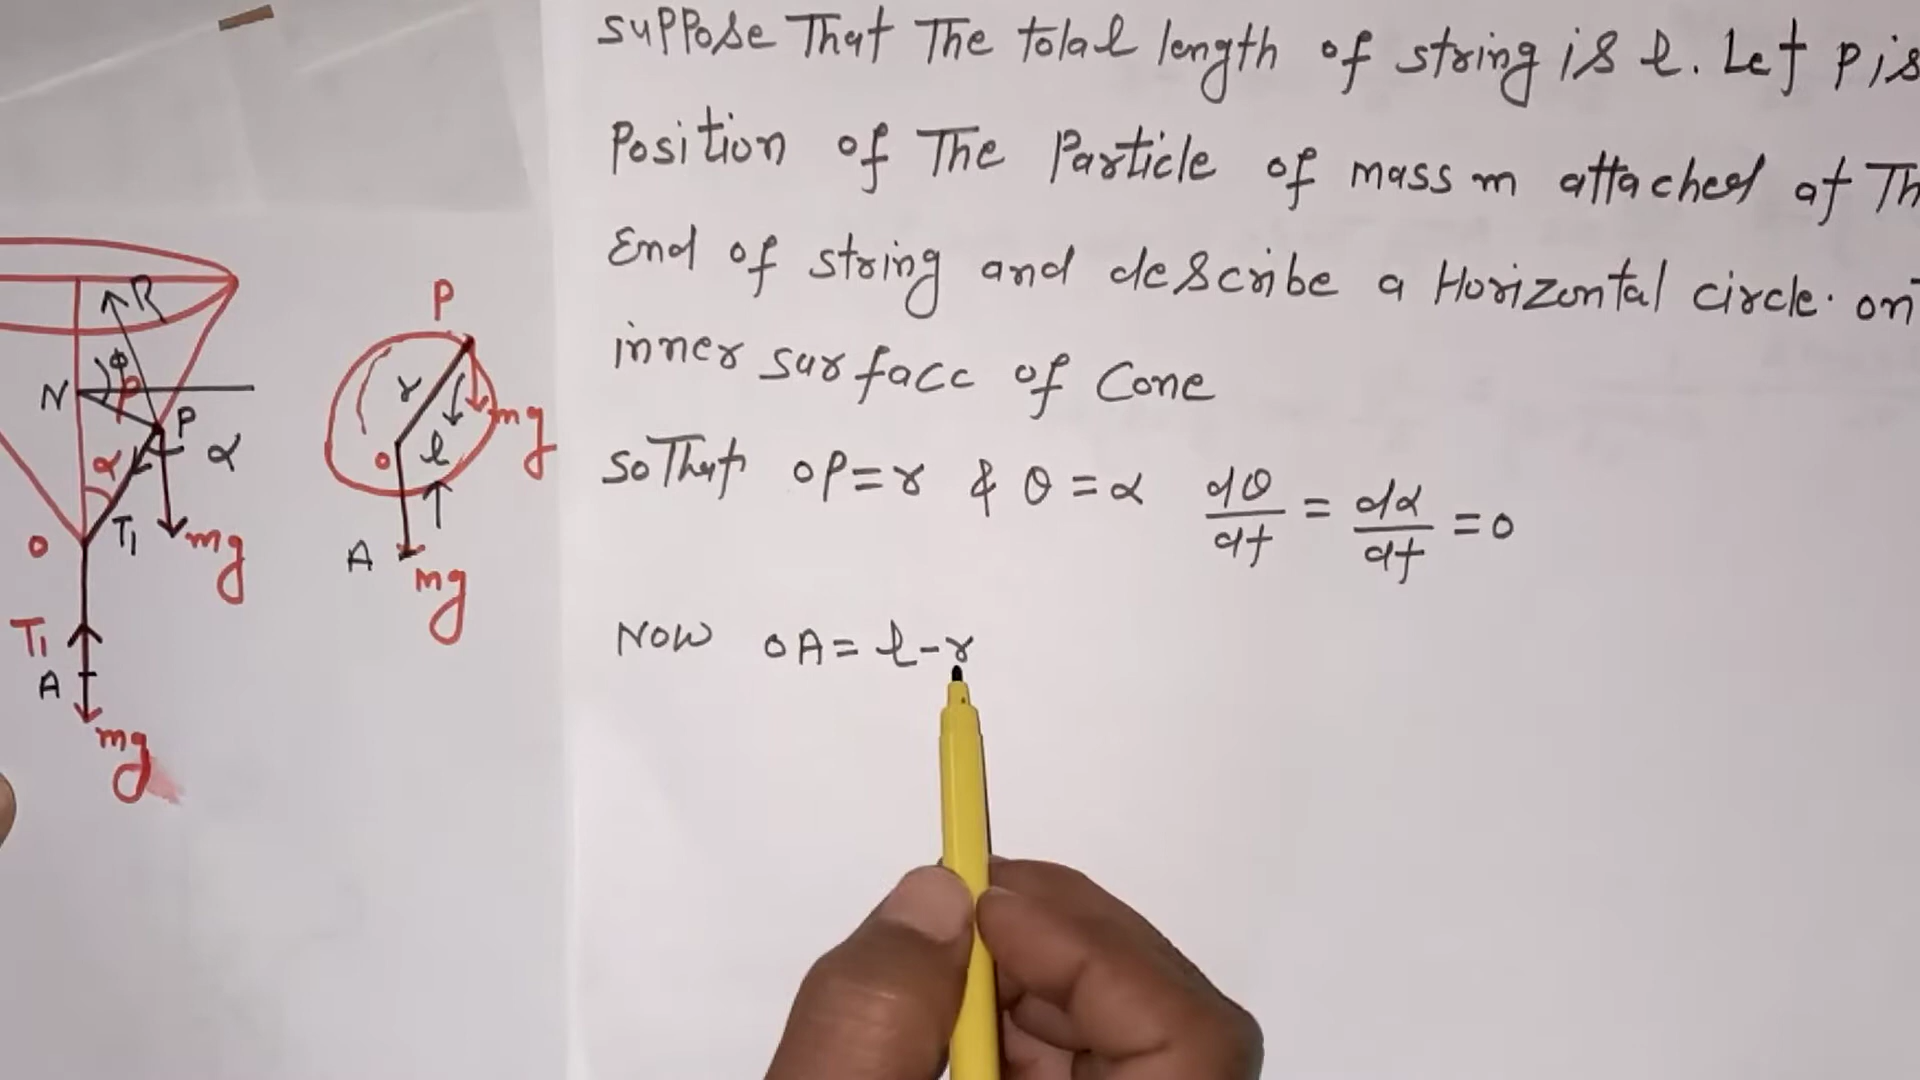 suppose That The total length of string is l. Let P is
Position of The Particle of mass m attached at Th
End of string and describe a Horizontal circle. on
inner surface of Cone
So That OP = r & θ = α dθ/dt = dα/dt = 0
Now OA = l - r
R
φ
N
P
α
α
O
T1
mg
T1
A
mg
P
r
mg
O
l
A
mg